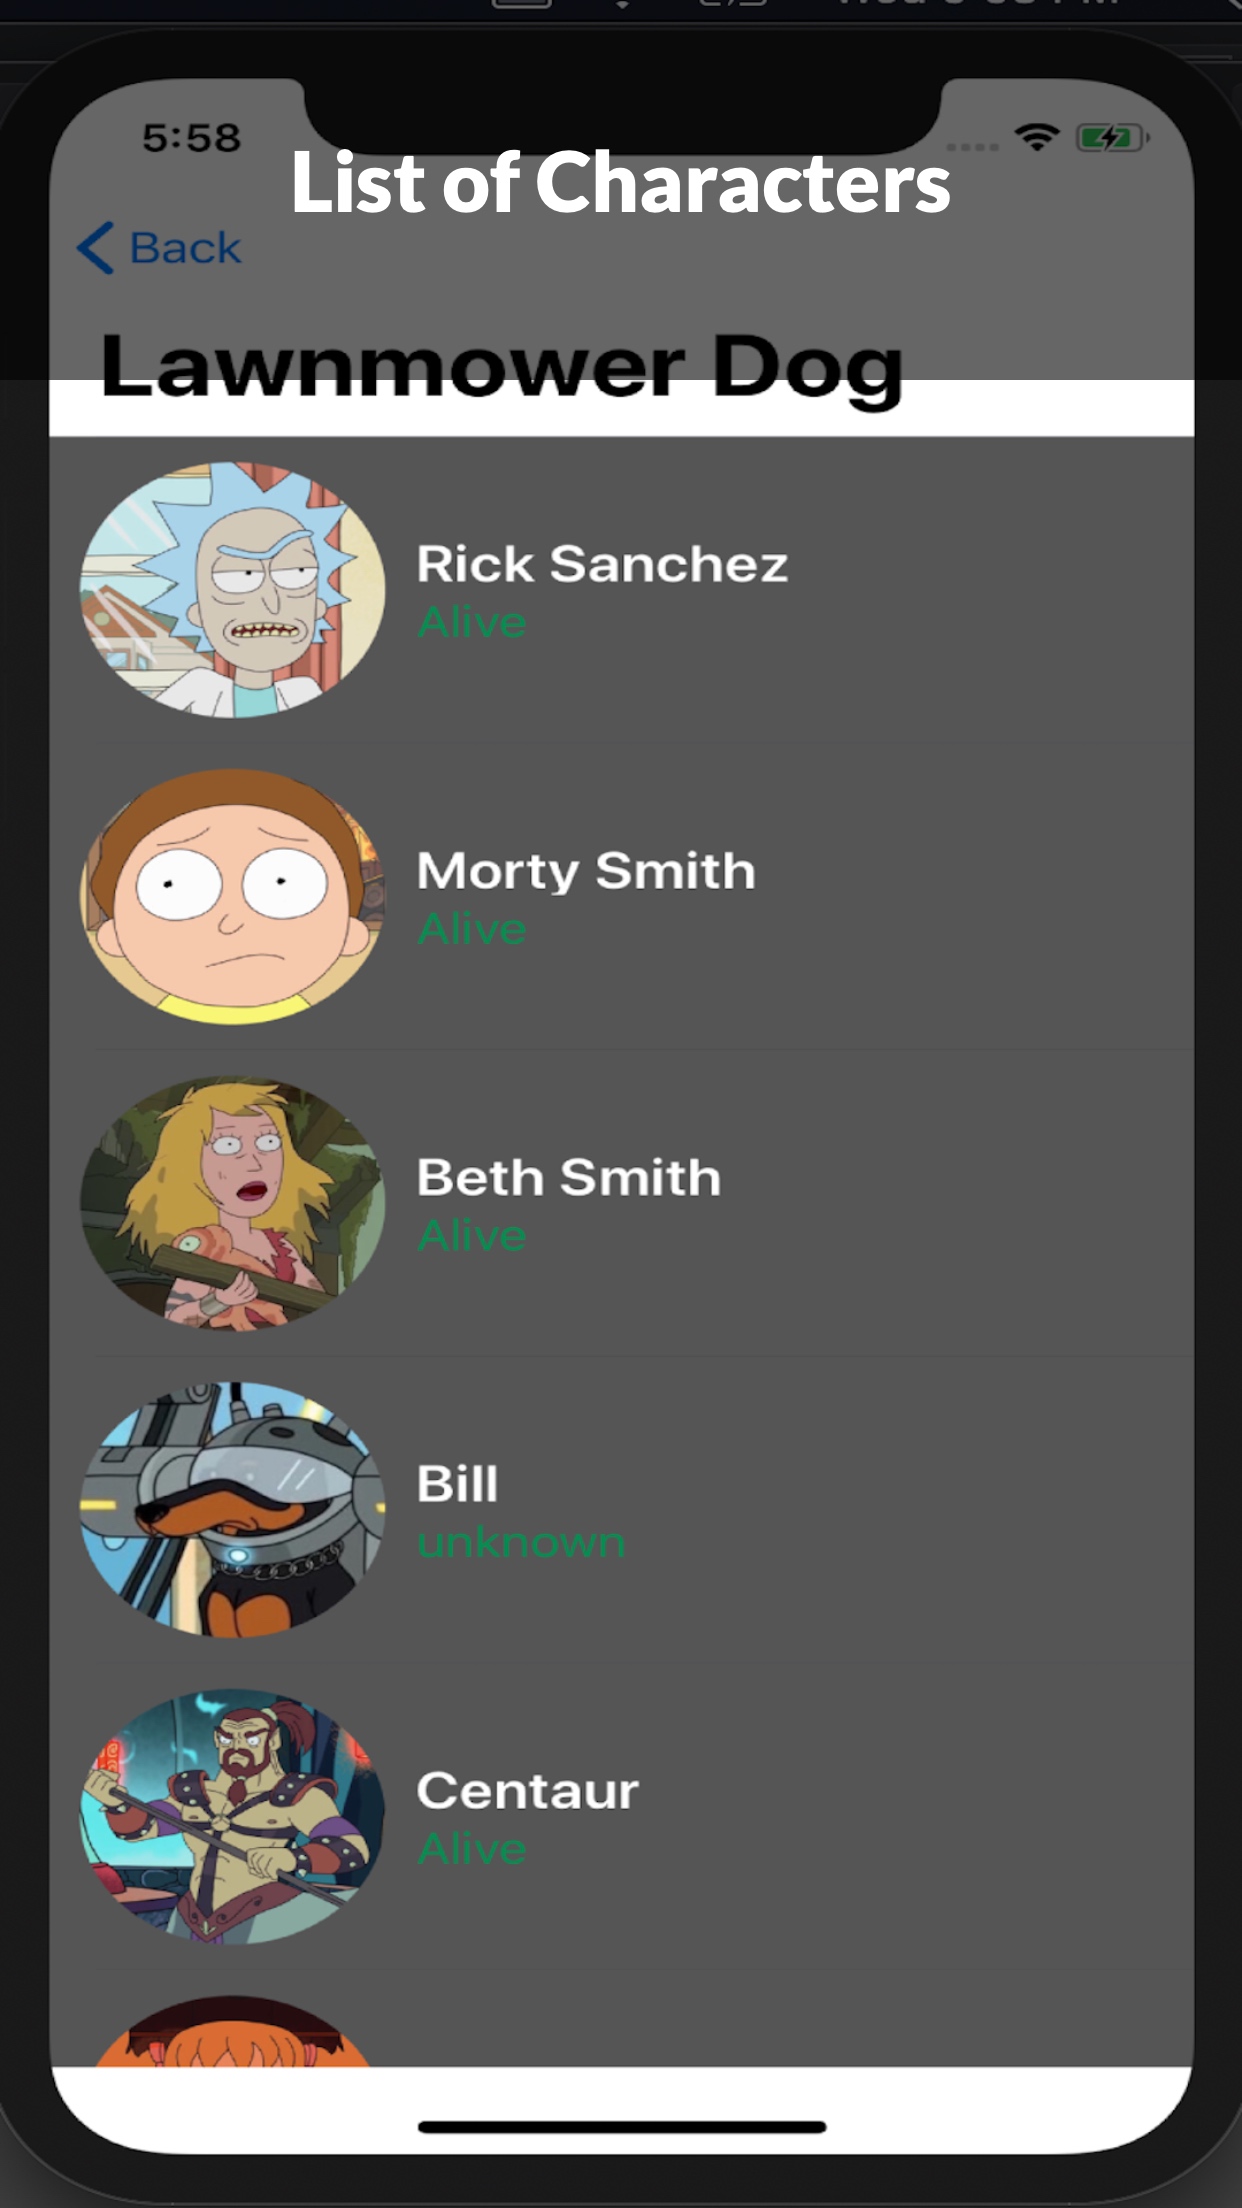 5:58
List of Characters
Back
Lawnmower Dog
Rick Sanchez
Alive
Morty Smith
Alive
Beth Smith
Alive
Bill
unknown
Centaur
Alive